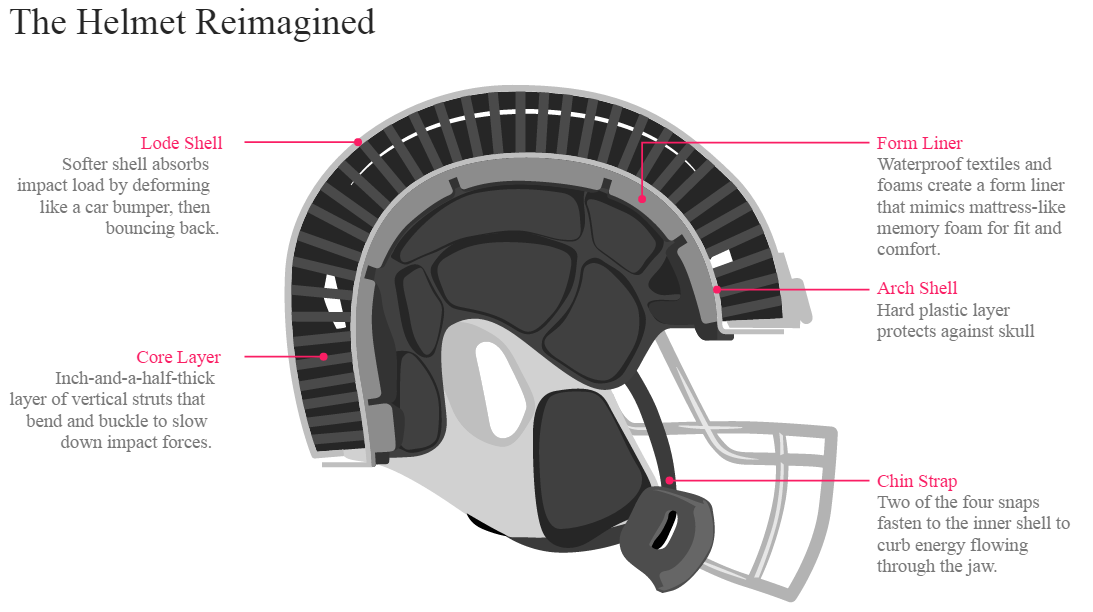 The Helmet Reimagined
Lode Shell
Softer shell absorbs
impact load by deforming
like a car bumper, then
bouncing back.
Core Layer
Inch-and-a-half-thick
layer of vertical struts that
bend and buckle to slow
down impact forces.
Form Liner
Waterproof textiles and
foams create a form liner
that mimics mattress-like
memory foam for fit and
comfort.
Arch Shell
Hard plastic layer
protects against skull
Chin Strap
Two of the four snaps
fasten to the inner shell to
curb energy flowing
through the jaw.